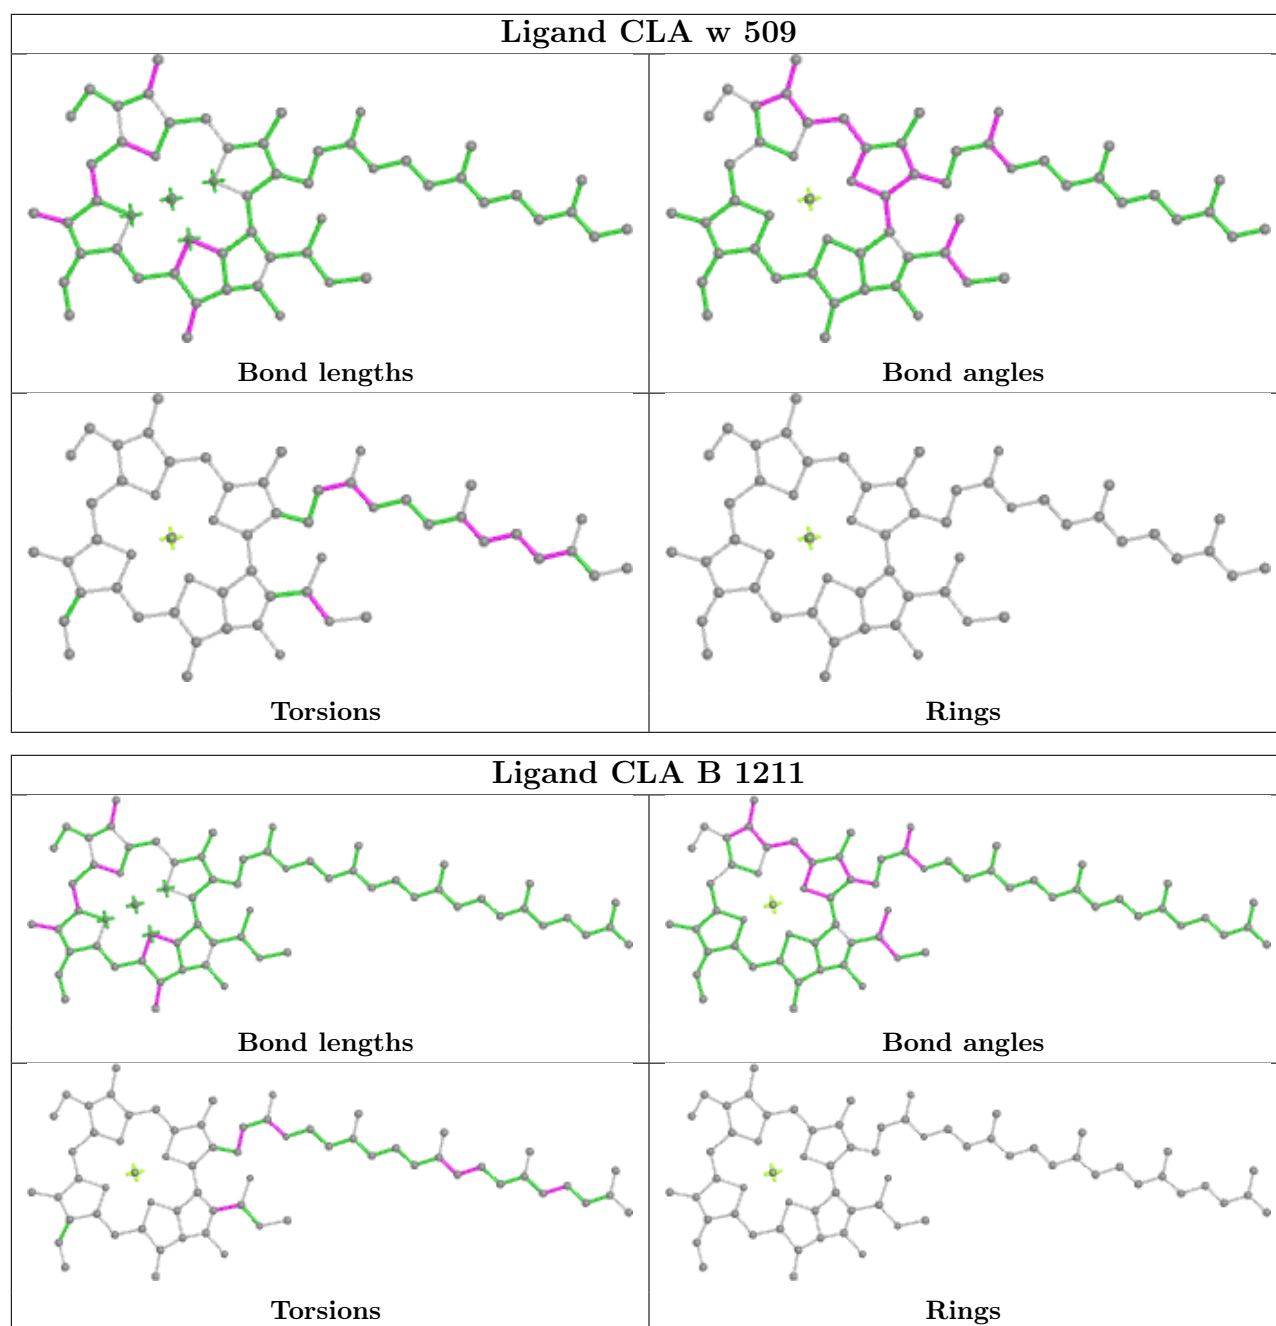 Ligand CLA w 509
Bond lengths
Bond angles
Torsions
Rings
Ligand CLA B 1211
Bond lengths
Bond angles
Torsions
Rings